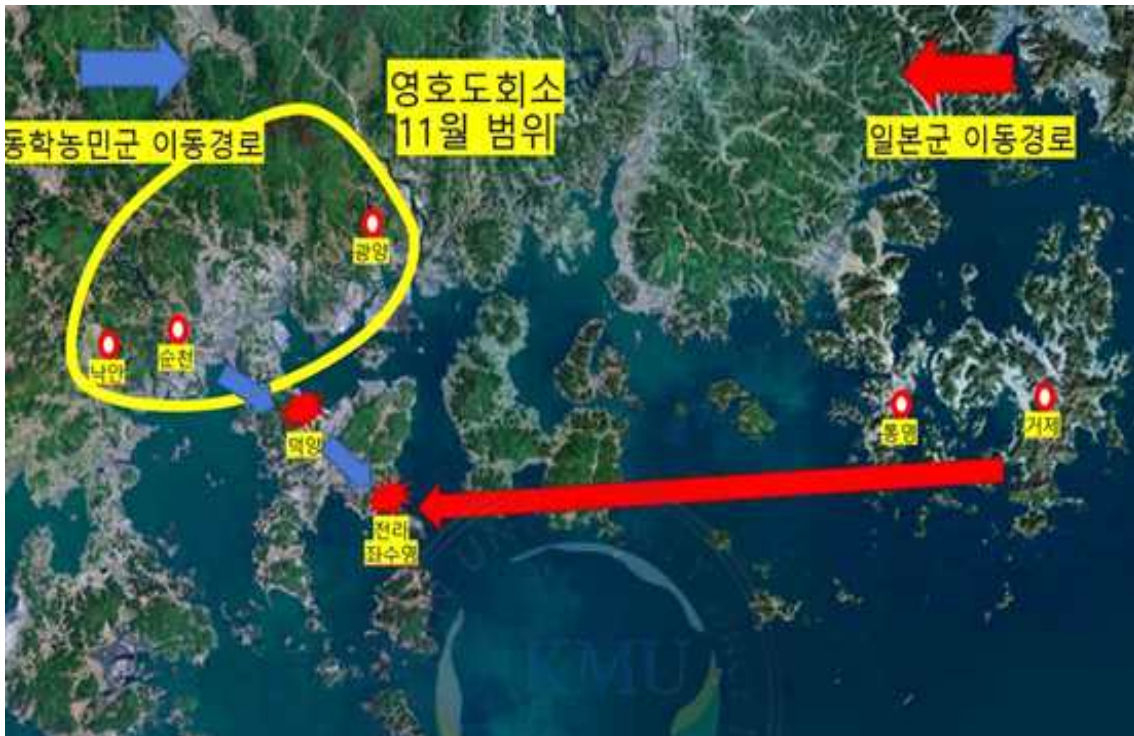 영호도회소
11월 범위
동학농민군 이동경로
일본군 이동경로
광양
순천
낙안
덕양
통영
거제
전라
좌수영
KMU